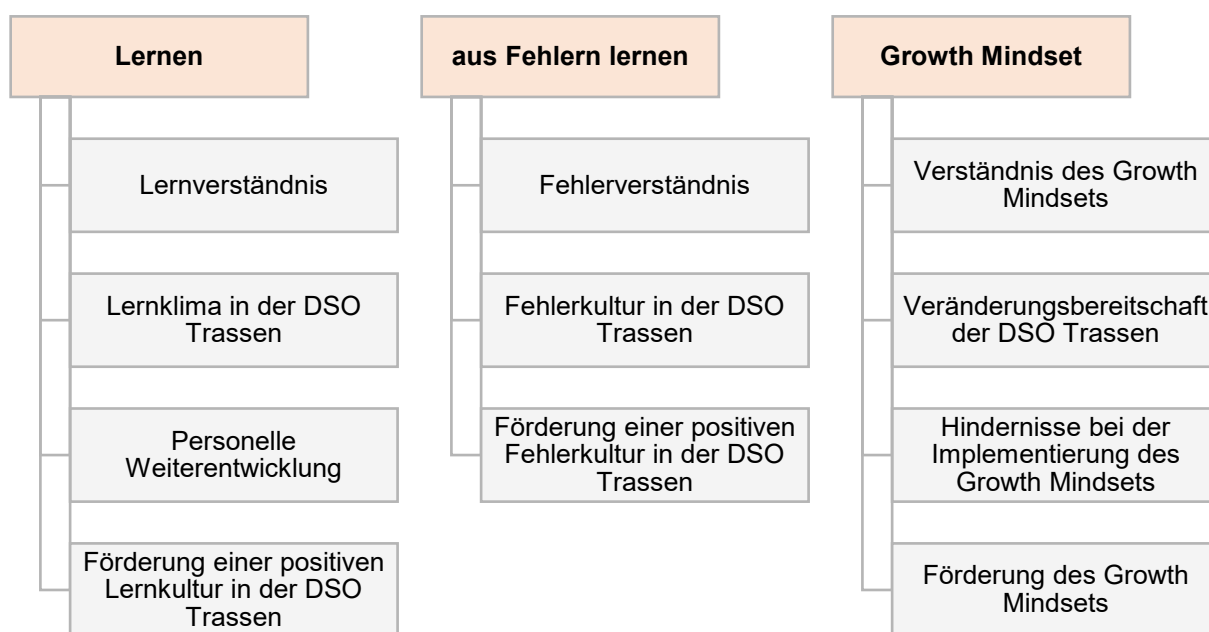 Lernen
Lernverständnis
Lernklima in der DSO
Trassen
Personelle
Weiterentwicklung
Förderung einer positiven
Lernkultur in der DSO
Trassen
aus Fehlern lernen
Fehlerverständnis
Fehlerkultur in der DSO
Trassen
Förderung einer positiven
Fehlerkultur in der DSO
Trassen
Growth Mindset
Verständnis des Growth
Mindsets
Veränderungsbereitschaft
der DSO Trassen
Hindernisse bei der
Implementierung des
Growth Mindsets
Förderung des Growth
Mindsets